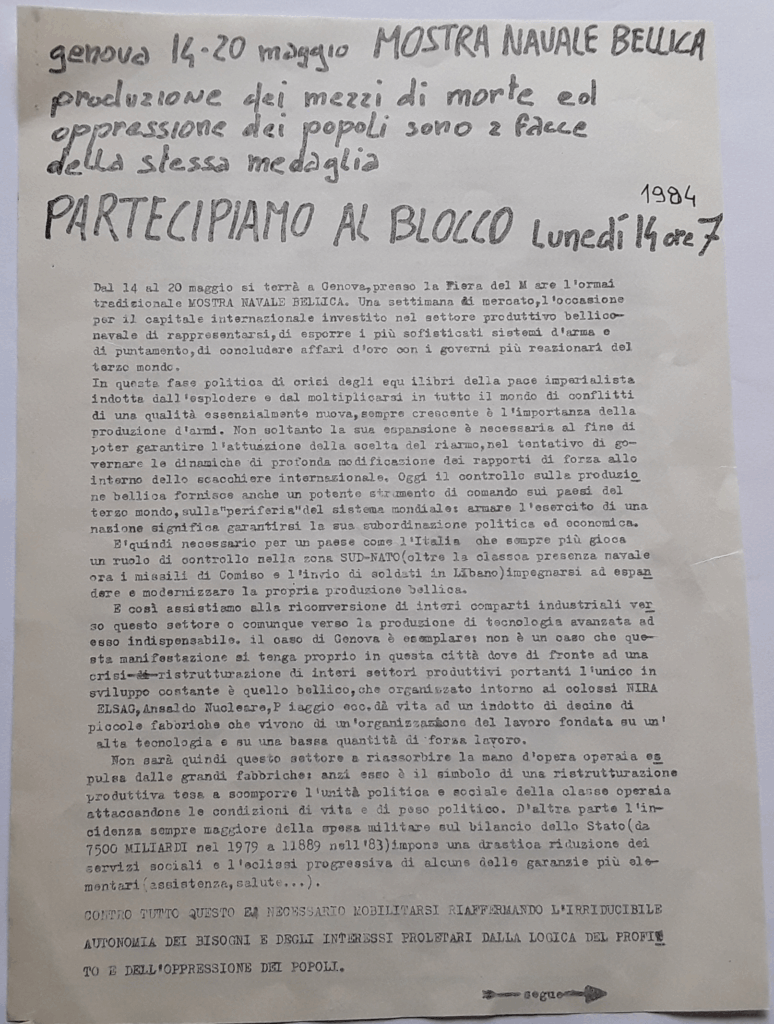 genova 14-20 maggio MOSTRA NAVALE BELLICA
produzione dei mezzi di morte ed
oppressione dei popoli sono 2 facce
della stessa medaglia
1984
PARTECIPIAMO AL BLOCCO Lunedí 14 ore 7
Dal 14 al 20 maggio si terrà a Genova,presso la Fiera del M are l'ormai
tradizionale MOSTRA NAVALE BELLICA. Una settimana di mercato,l'occasione
per il capitale internazionale investito nel settore produttivo bellico-
navale di rappresentarsi,di esporre i più sofisticati sistemi d'arma e
di puntamento,di concludere affari d'oro con i governi più reazionari del
terzo mondo.
In questa fase politica di crisi degli equ ilibri della pace imperialista
indotta dall'esplodere e dal moltiplicarsi in tutto il mondo di conflitti
di una qualità essenzialmente nuova,sempre crescente è l'importanza della
produzione d'armi. Non soltanto la sua espansione è necessaria al fine di
poter garantire l'attuazione della scelta del riarmo,nel tentativo di go-
vernare le dinamiche di profonda modificazione dei rapporti di forza allo
interno dello scacchiere internazionale. Oggi il controllo sulla produzio
ne bellica fornisce anche un potente strumento di comando sui paesi del
terzo mondo,sulla"periferia"del sistema mondiale: armare l'esercito di una
nazione significa garantirsi la sua subordinazione politica ed economica.
E'quindi necessario per un paese come l'Italia che sempre più gioca
un ruolo di controllo nella zona SUD-NATO(oltre la classca presenza navale
ora i missili di Comiso e l'invio di soldati in Libano)impegnarsi ad espan
dere e modernizzare la propria produzione bellica.
E così assistiamo alla riconversione di interi comparti industriali ver
so questo settore o comunque verso la produzione di tecnologia avanzata ad
esso indispensabile. il caso di Genova è esemplare: non è un caso che que-
sta manifestazione si tenga proprio in questa città dove di fronte ad una
crisi-di-ristrutturazione di interi settori produttivi portanti l'unico in
sviluppo costante è quello bellico,che organizzato intorno ai colossi NIRA
ELSAG,Ansaldo Nucleare,P iaggio ecc.dà vita ad un indotto di decine di
piccole fabbriche che vivono di un'organizzazione del lavoro fondata su un'
alta tecnologia e su una bassa quantità di forza lavoro.
Non sarà quindi questo settore a riassorbire la mano d'opera operaia es
pulsa dalle grandi fabbriche: anzi esso è il simbolo di una ristrutturazione
produttiva tesa a scomporre l'unità politica e sociale della classe operaia
attaccandone le condizioni di vita e di peso politico. D'altra parte l'in-
cidenza sempre maggiore della spesa militare sul bilancio dello Stato(da
7500 MILIARDI nel 1979 a 11889 nell'83)impone una drastica riduzione dei
servizi sociali e l'eclissi progressiva di alcune delle garanzie più ele-
mentari(assistenza,salute...).
CONTRO TUTTO QUESTO E' NECESSARIO MOBILITARSI RIAFFERMANDO L'IRRIDUCIBILE
AUTONOMIA DEI BISOGNI E DEGLI INTERESSI PROLETARI DALLA LOGICA DEL PROFIT
TO E DELL'OPPRESSIONE DEI POPOLI.
segue